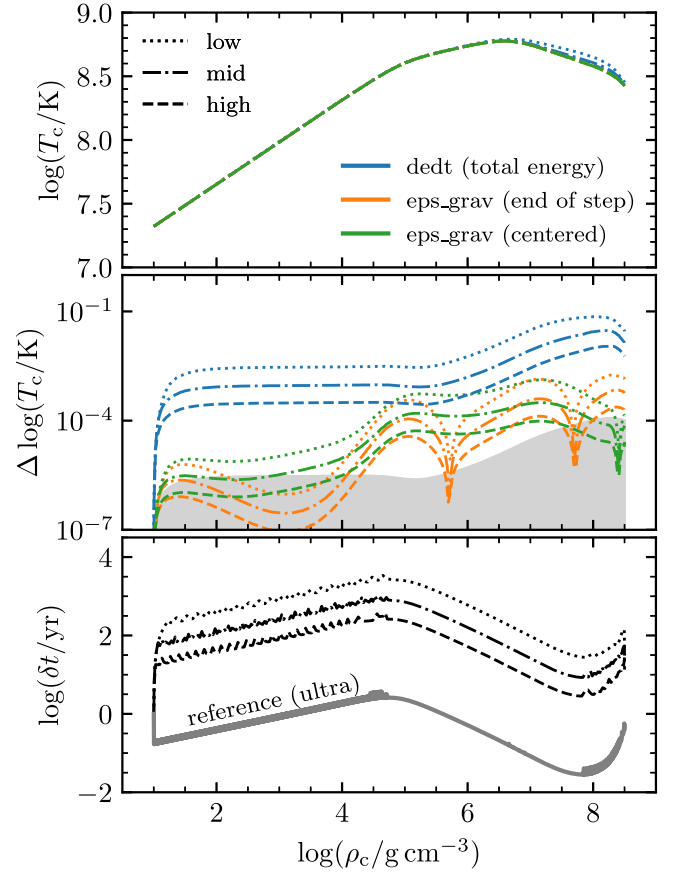 9.0
8.5
8.0
7.5
7.0
log(T_c/K)
low
mid
high
dedt (total energy)
eps_grav (end of step)
eps_grav (centered)
10^{-1}
10^{-4}
10^{-7}
Δ log(T_c/K)
4
2
0
−2
log(δt/yr)
reference (ultra)
2
4
6
8
log(ρ_c/g cm^{−3})